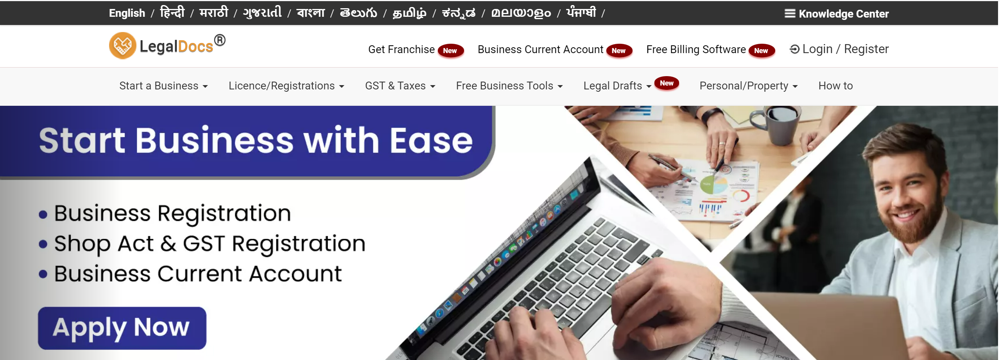 English / हिन्दी / मराठी / ગુજરાતી / বাংলা / తెలుగు / தமிழ் / ಕನ್ನಡ / മലയാളം / ਪੰਜਾਬੀ / Knowledge Center
LegalDocs®
Get Franchise New Business Current Account New Free Billing Software New Login / Register
Start a Business Licence/Registrations GST & Taxes Free Business Tools Legal Drafts New Personal/Property How to
Start Business with Ease
• Business Registration
• Shop Act & GST Registration
• Business Current Account
Apply Now